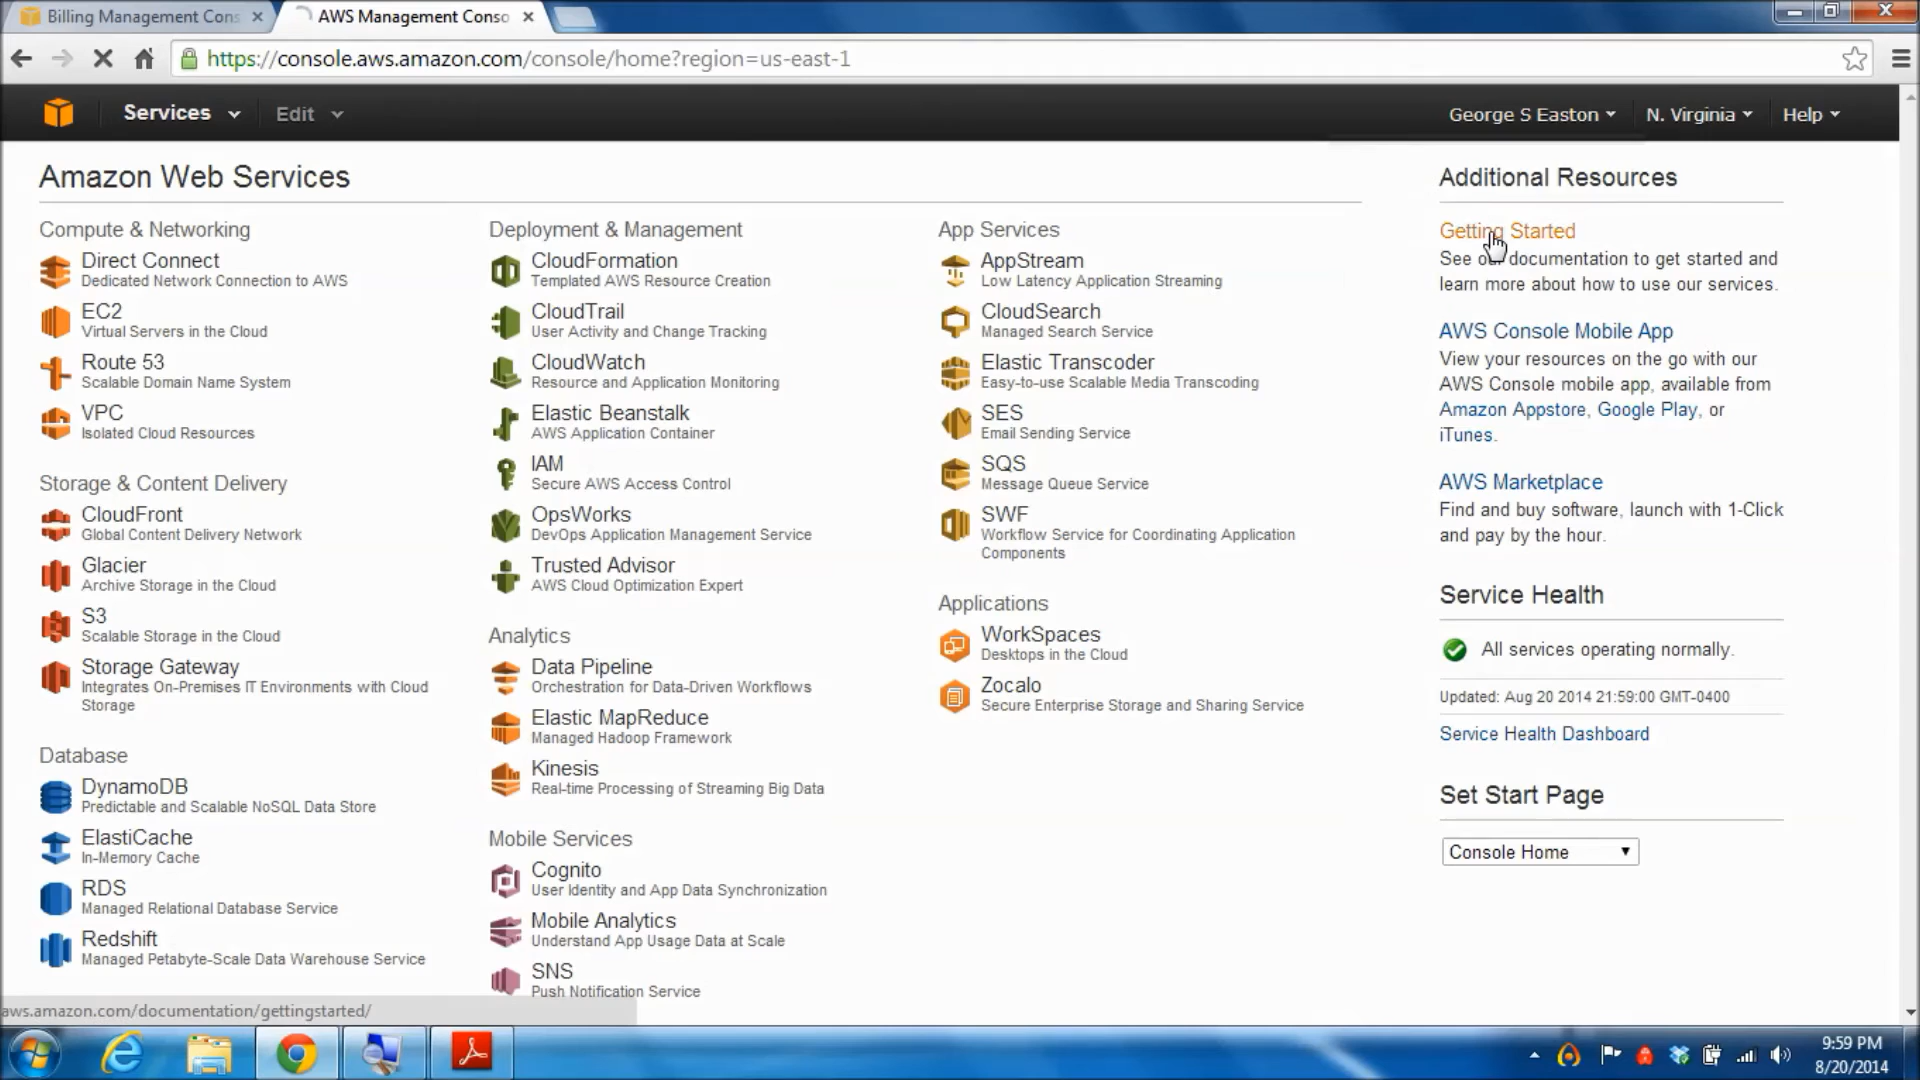 Billing Management Cons
AWS Management Conso
https://console.aws.amazon.com/console/home?region=us-east-1
Services
Edit
George S Easton
N. Virginia
Help
Amazon Web Services
Compute & Networking
Direct Connect
Dedicated Network Connection to AWS
EC2
Virtual Servers in the Cloud
Route 53
Scalable Domain Name System
VPC
Isolated Cloud Resources
Storage & Content Delivery
CloudFront
Global Content Delivery Network
Glacier
Archive Storage in the Cloud
S3
Scalable Storage in the Cloud
Storage Gateway
Integrates On-Premises IT Environments with Cloud
Storage
Database
DynamoDB
Predictable and Scalable NoSQL Data Store
ElastiCache
In-Memory Cache
RDS
Managed Relational Database Service
Redshift
Managed Petabyte-Scale Data Warehouse Service
Deployment & Management
CloudFormation
Templated AWS Resource Creation
CloudTrail
User Activity and Change Tracking
CloudWatch
Resource and Application Monitoring
Elastic Beanstalk
AWS Application Container
IAM
Secure AWS Access Control
OpsWorks
DevOps Application Management Service
Trusted Advisor
AWS Cloud Optimization Expert
Analytics
Data Pipeline
Orchestration for Data-Driven Workflows
Elastic MapReduce
Managed Hadoop Framework
Kinesis
Real-time Processing of Streaming Big Data
Mobile Services
Cognito
User Identity and App Data Synchronization
Mobile Analytics
Understand App Usage Data at Scale
SNS
Push Notification Service
App Services
AppStream
Low Latency Application Streaming
CloudSearch
Managed Search Service
Elastic Transcoder
Easy-to-use Scalable Media Transcoding
SES
Email Sending Service
SQS
Message Queue Service
SWF
Workflow Service for Coordinating Application
Components
Applications
WorkSpaces
Desktops in the Cloud
Zocalo
Secure Enterprise Storage and Sharing Service
Additional Resources
Getting Started
See our documentation to get started and
learn more about how to use our services.
AWS Console Mobile App
View your resources on the go with our
AWS Console mobile app, available from
Amazon Appstore, Google Play, or
iTunes.
AWS Marketplace
Find and buy software, launch with 1-Click
and pay by the hour.
Service Health
All services operating normally.
Updated: Aug 20 2014 21:59:00 GMT-0400
Service Health Dashboard
Set Start Page
Console Home
aws.amazon.com/documentation/gettingstarted/
9:59 PM
8/20/2014